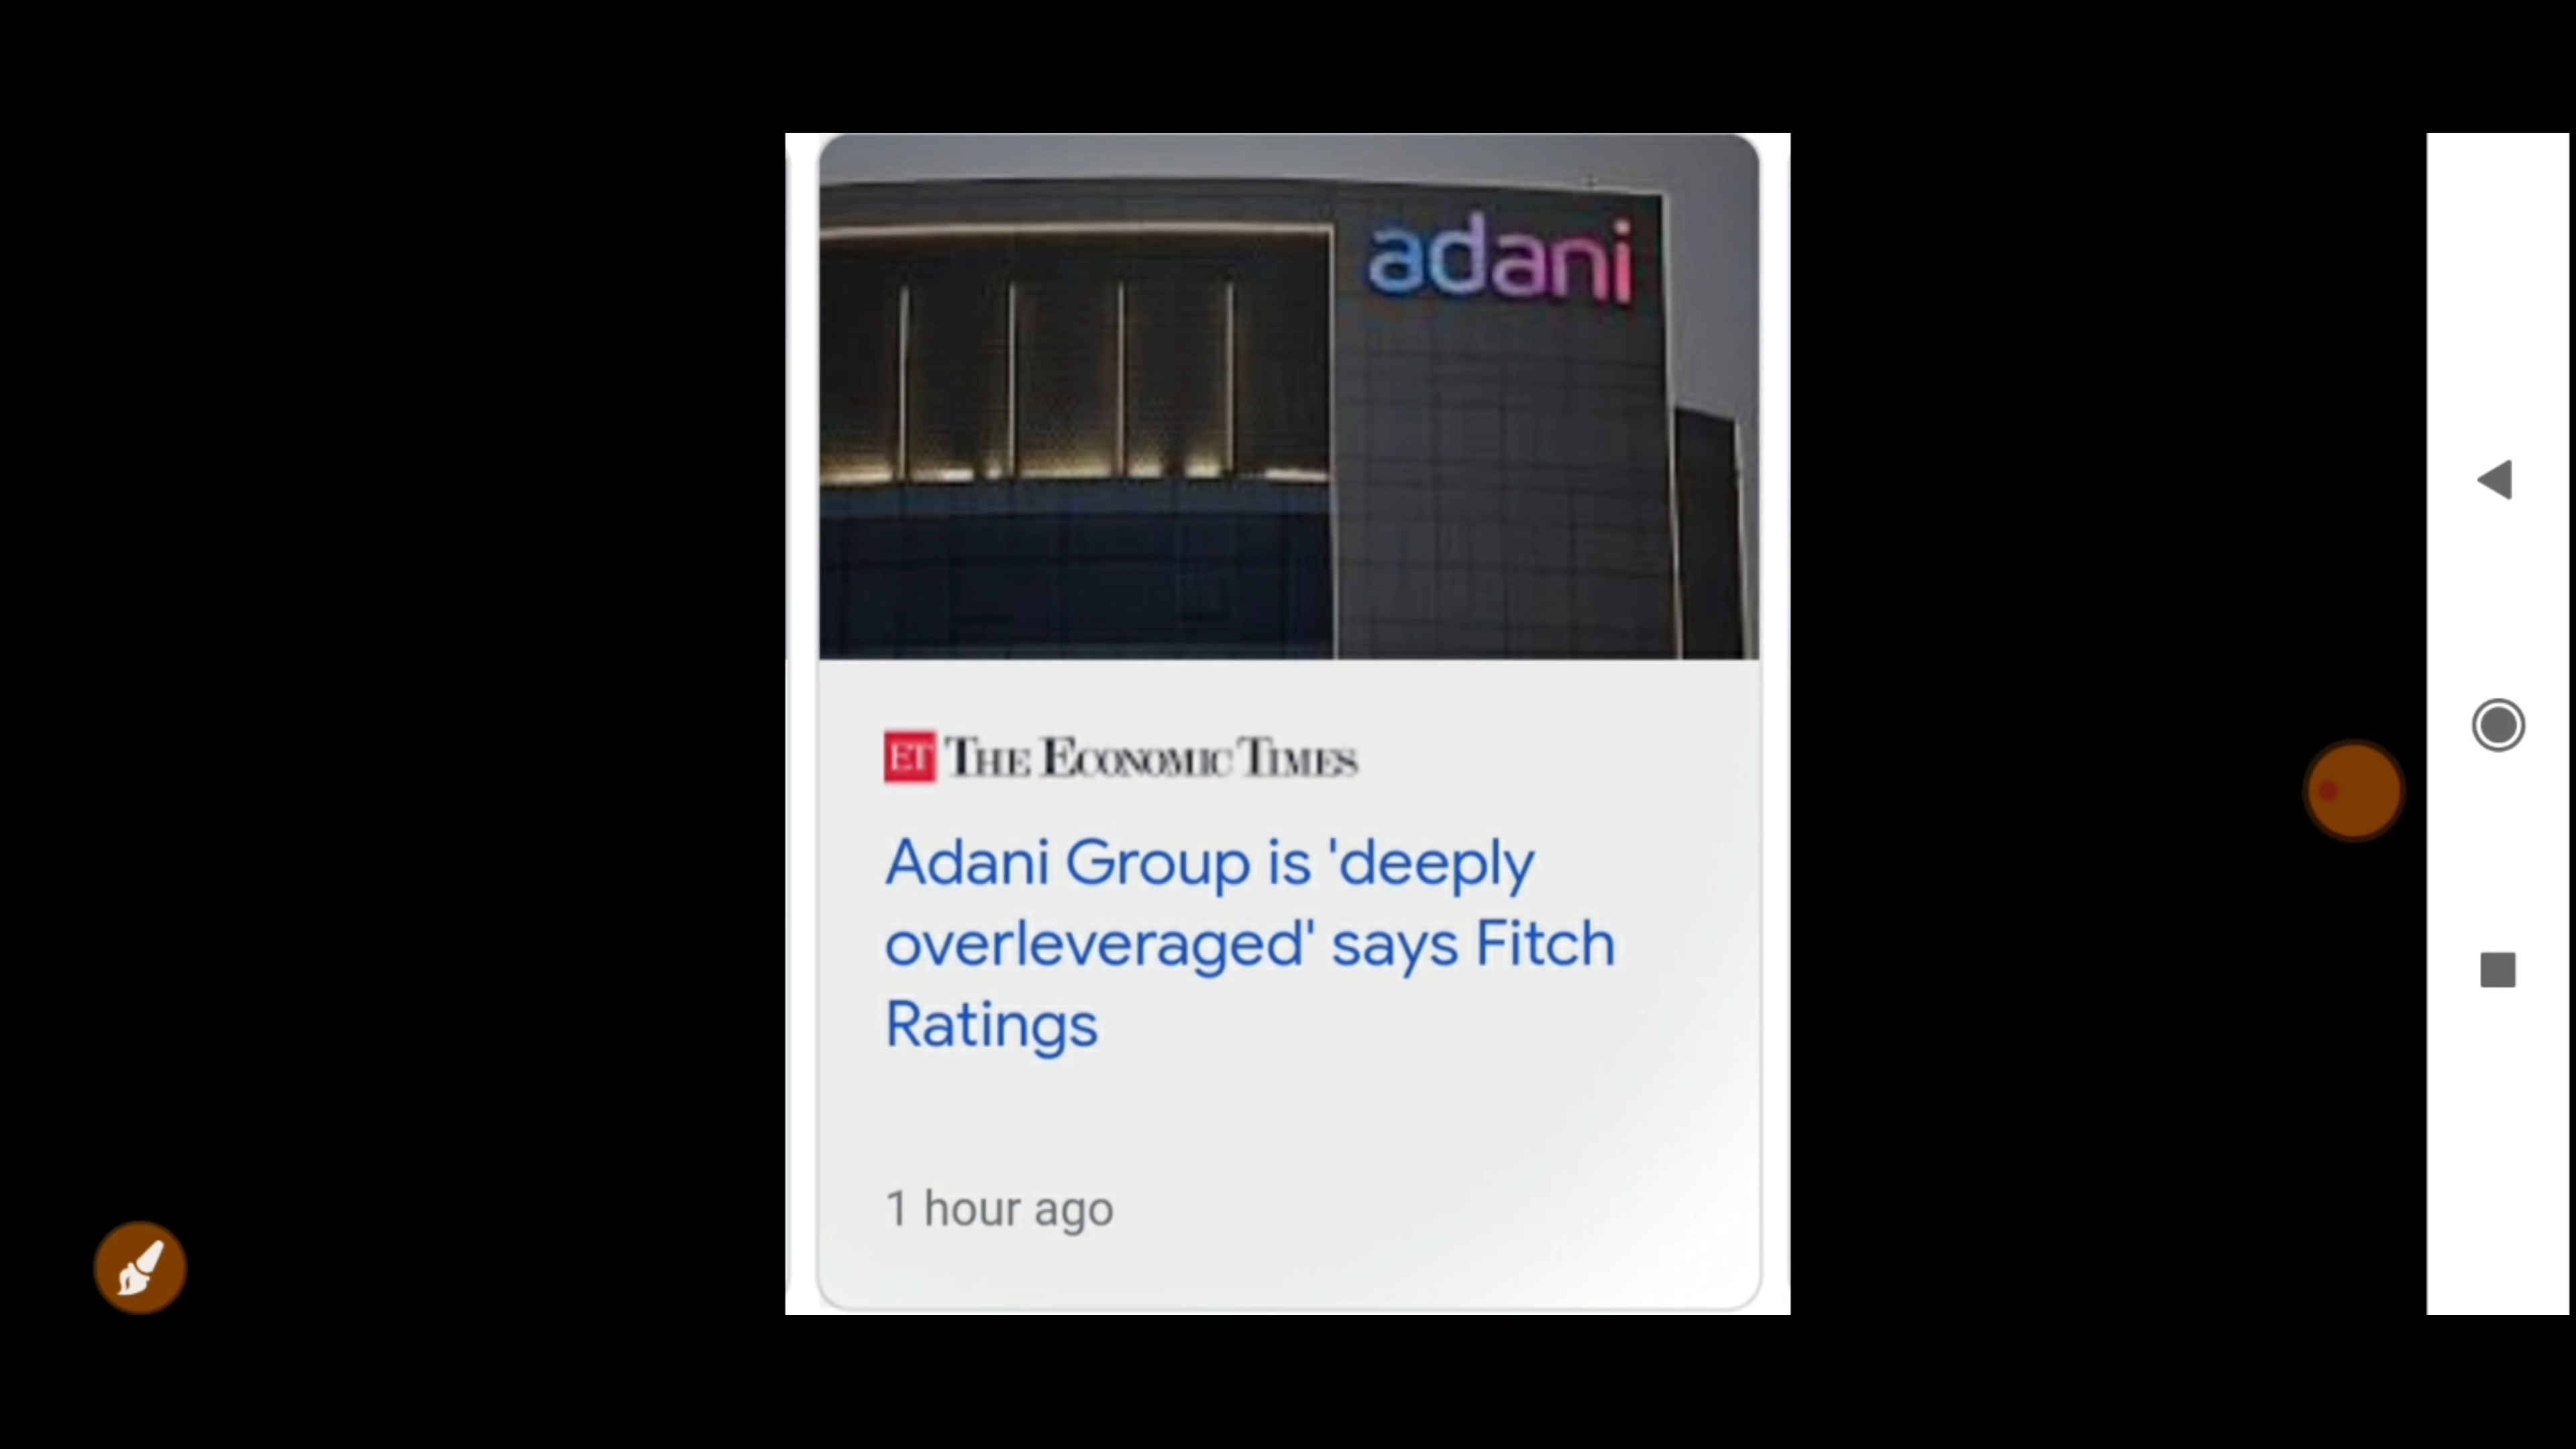 adani
ET THE ECONOMIC TIMES
Adani Group is 'deeply
overleveraged' says Fitch
Ratings
1 hour ago